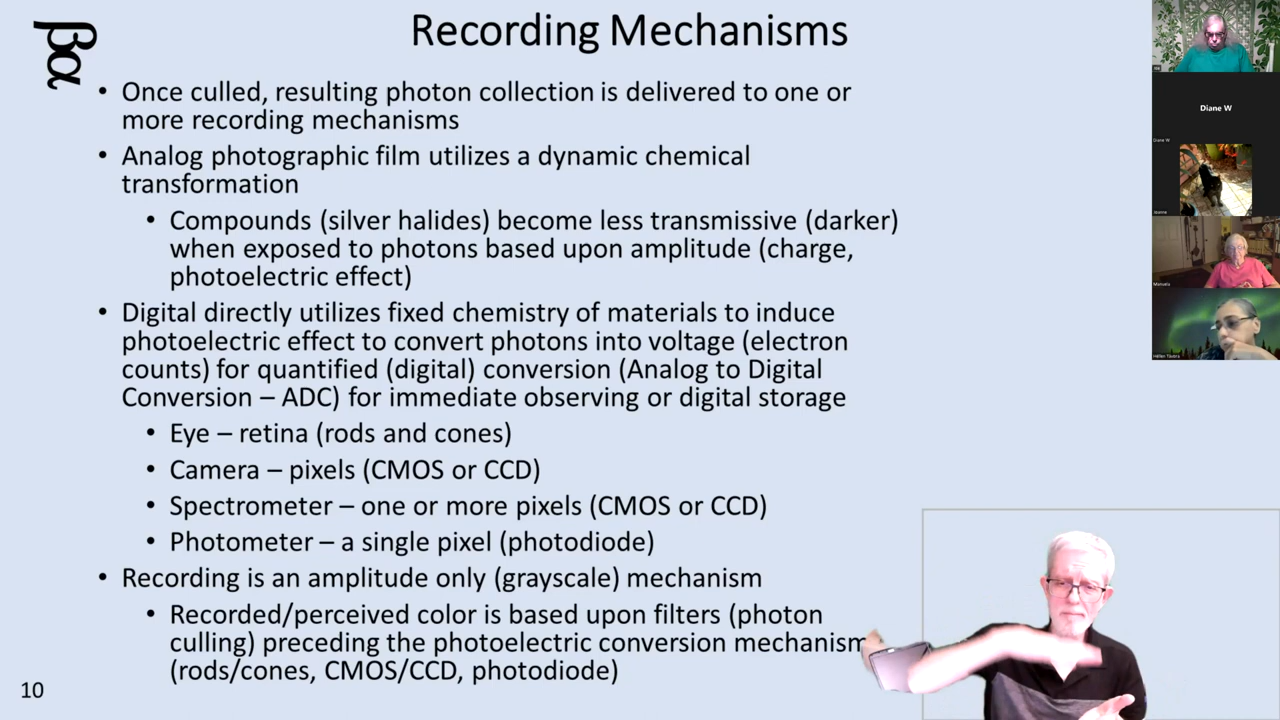 βα
Recording Mechanisms
• Once culled, resulting photon collection is delivered to one or
more recording mechanisms
• Analog photographic film utilizes a dynamic chemical
transformation
• Compounds (silver halides) become less transmissive (darker)
when exposed to photons based upon amplitude (charge,
photoelectric effect)
• Digital directly utilizes fixed chemistry of materials to induce
photoelectric effect to convert photons into voltage (electron
counts) for quantified (digital) conversion (Analog to Digital
Conversion – ADC) for immediate observing or digital storage
• Eye – retina (rods and cones)
• Camera – pixels (CMOS or CCD)
• Spectrometer – one or more pixels (CMOS or CCD)
• Photometer – a single pixel (photodiode)
• Recording is an amplitude only (grayscale) mechanism
• Recorded/perceived color is based upon filters (photon
culling) preceding the photoelectric conversion mechanism
(rods/cones, CMOS/CCD, photodiode)
10
Diane W
Diane W
Manuela